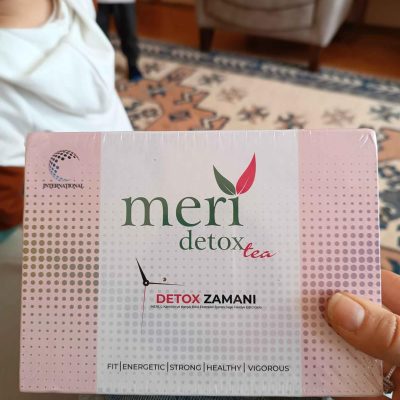 INTERNATIONAL
meri
detox tea
DETOX ZAMANI
FIT|ENERGETIC|STRONG|HEALTHY|VIGOROUS